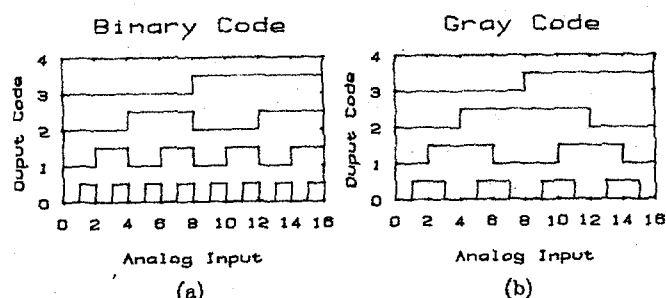 Binary Code
Gray Code
Ouput Code
4
3
2
1
0
0 2 4 6 8 10 12 14 16
Analog Input
(a)
Ouput Code
4
3
2
1
0
0 2 4 6 8 10 12 14 16
Analog Input
(b)